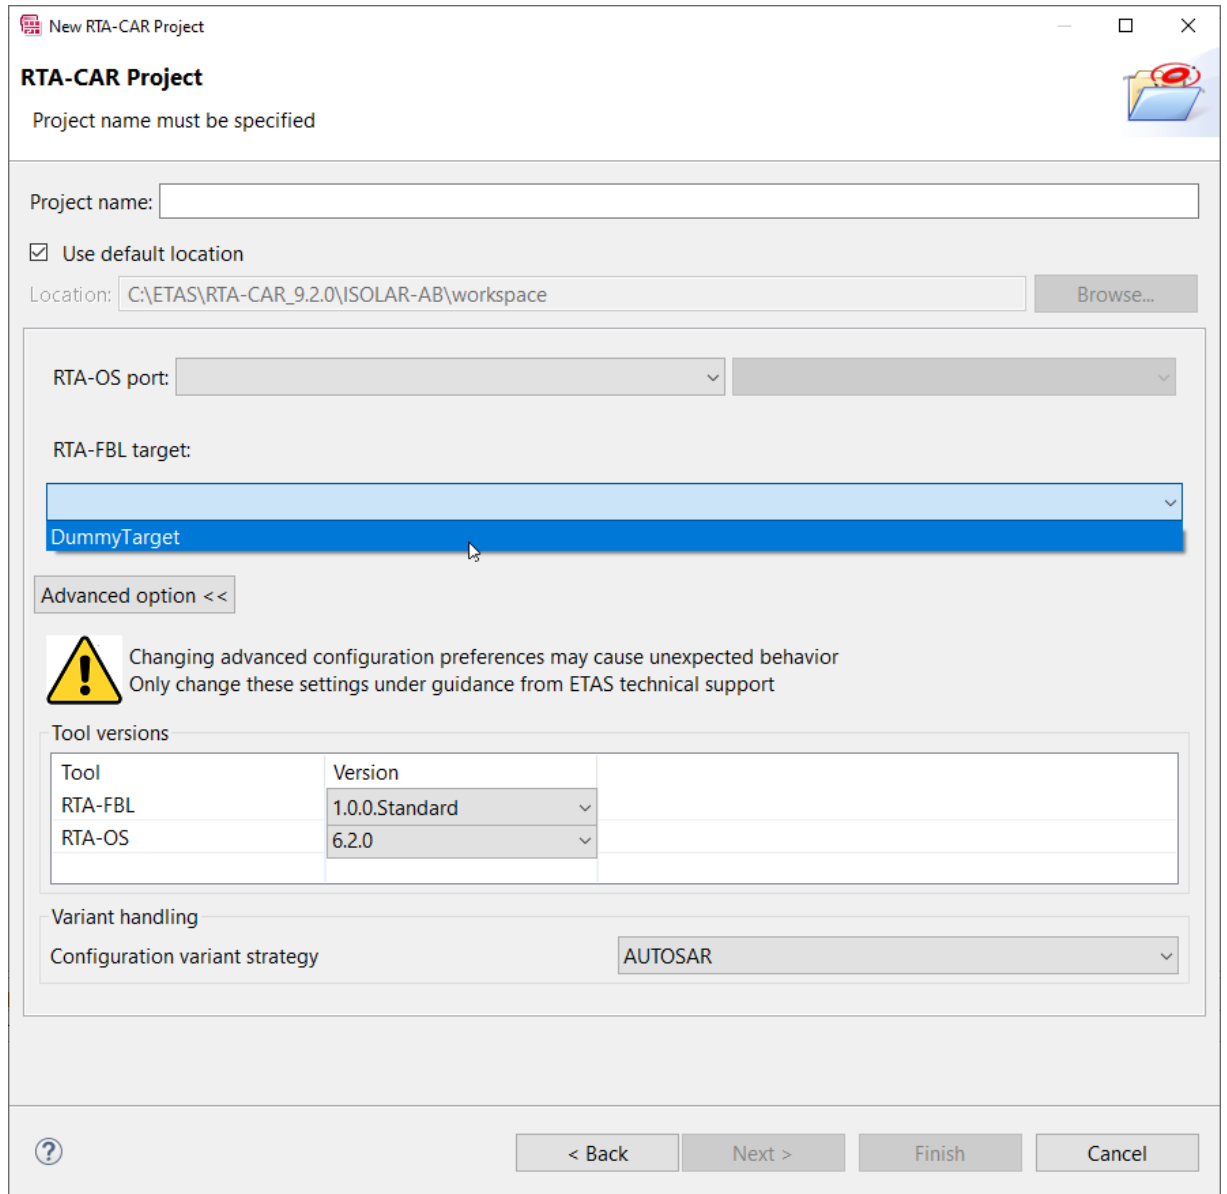 New RTA-CAR Project
RTA-CAR Project
Project name must be specified
Project name:
Use default location
Location: C:\ETAS\RTA-CAR_9.2.0\ISOLAR-AB\workspace Browse...
RTA-OS port:
RTA-FBL target:
DummyTarget
Advanced option <<
Changing advanced configuration preferences may cause unexpected behavior
Only change these settings under guidance from ETAS technical support
Tool versions
Tool Version
RTA-FBL 1.0.0.Standard
RTA-OS 6.2.0
Variant handling
Configuration variant strategy AUTOSAR
< Back Next > Finish Cancel